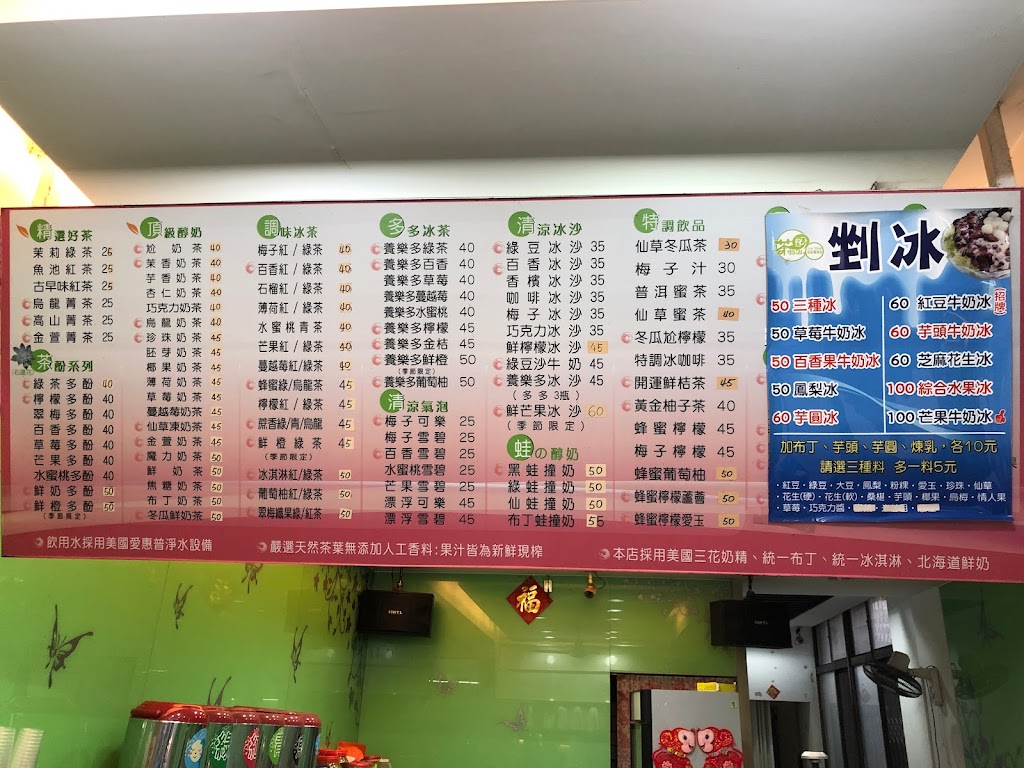 精選好茶
茉莉綠茶 25
魚池紅茶 25
古早味紅茶 25
烏龍菁茶 25
高山菁茶 25
金萱菁茶 25
茶酚系列
綠茶多酚 40
檸檬多酚 40
翠梅多酚 40
百香多酚 40
草莓多酚 40
芒果多酚 40
水蜜桃多酚 40
鮮奶多酚 50
鮮橙多酚 50
(季節限定)
頂級醇奶
尬奶茶 40
茉香奶茶 40
芋香奶茶 40
杏仁奶茶 40
巧克力奶茶 40
烏龍奶茶 40
珍珠奶茶 45
胚芽奶茶 45
椰果奶茶 45
薄荷奶茶 45
草莓奶茶 45
蔓越莓奶茶 45
仙草凍奶茶 45
金萱奶茶 45
魔力奶茶 50
鮮奶茶 50
焦糖奶茶 50
布丁奶茶 50
冬瓜鮮奶茶 50
調味冰茶
梅子紅/綠茶 40
百香紅/綠茶 40
石榴紅/綠茶 40
薄荷紅/綠茶 40
水蜜桃青茶 40
芒果紅/綠茶 40
蔓越莓紅/綠茶 40
蜂蜜綠/烏龍茶 45
檸檬紅/綠茶 45
蔗香綠/青/烏龍 45
鮮橙綠茶 45
(季節限定)
冰淇淋紅/綠茶 50
葡萄柚紅/綠茶 50
翠梅纖果綠/紅茶 50
多多冰茶
養樂多綠茶 40
養樂多百香 40
養樂多草莓 40
養樂多蔓越莓 40
養樂多水蜜桃 40
養樂多檸檬 45
養樂多金桔 45
養樂多鮮橙 50
(季節限定)
養樂多葡萄柚 50
清涼氣泡
梅子可樂 25
梅子雪碧 25
百香雪碧 25
水蜜桃雪碧 25
芒果雪碧 25
漂浮可樂 45
漂浮雪碧 45
清涼冰沙
綠豆冰沙 35
百香冰沙 35
香檳冰沙 35
咖啡冰沙 35
梅子冰沙 35
巧克力冰沙 35
鮮檸檬冰沙 45
綠豆沙牛奶 45
養樂多冰沙 45
(多多3瓶)
鮮芒果冰沙 60
(季節限定)
蛙の醇奶
黑蛙撞奶 50
綠蛙撞奶 50
仙蛙撞奶 50
布丁蛙撞奶 55
特調飲品
仙草冬瓜茶 30
梅子汁 30
普洱蜜茶 35
仙草蜜茶 40
冬瓜尬檸檬 35
特調冰咖啡 35
開運鮮桔茶 45
黃金柚子茶 40
蜂蜜檸檬 45
梅子檸檬 45
蜂蜜葡萄柚 50
蜂蜜檸檬蘆薈 50
蜂蜜檸檬愛玉 50
剉冰
50 三種冰
50 草莓牛奶冰
50 百香果牛奶冰
50 鳳梨冰
60 芋圓冰
60 紅豆牛奶冰 (招牌)
60 芋頭牛奶冰
60 芝麻花生冰
100 綜合水果冰
100 芒果牛奶冰
加布丁、芋頭、芋圓、煉乳,各10元
請選三種料 多一料5元
紅豆、綠豆、大豆、鳳梨、粉粿、愛玉、珍珠、仙草
、花生(硬)、花生(軟)、桑椹、芋頭、椰果、烏梅、情人果
、草莓、巧克力醬、
飲用水採用美國愛惠普淨水設備
嚴選天然茶葉無添加人工香料:果汁皆為新鮮現榨
本店採用美國三花奶精、統一布丁、統一冰淇淋、北海道鮮奶
福